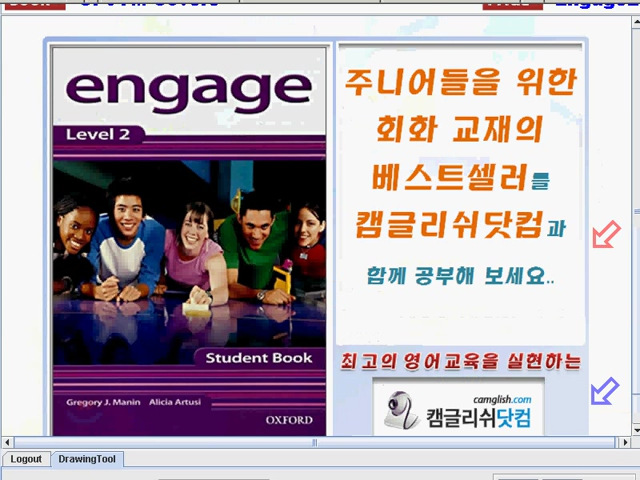 engage
Level 2
Student Book
Gregory J. Manin Alicia Artusi
OXFORD
주니어들을 위한
회화 교재의
베스트셀러를
캠글리쉬닷컴과
함께 공부해 보세요..
최고의 영어교육을 실현하는
camglish.com
캠글리쉬닷컴
Logout
DrawingTool